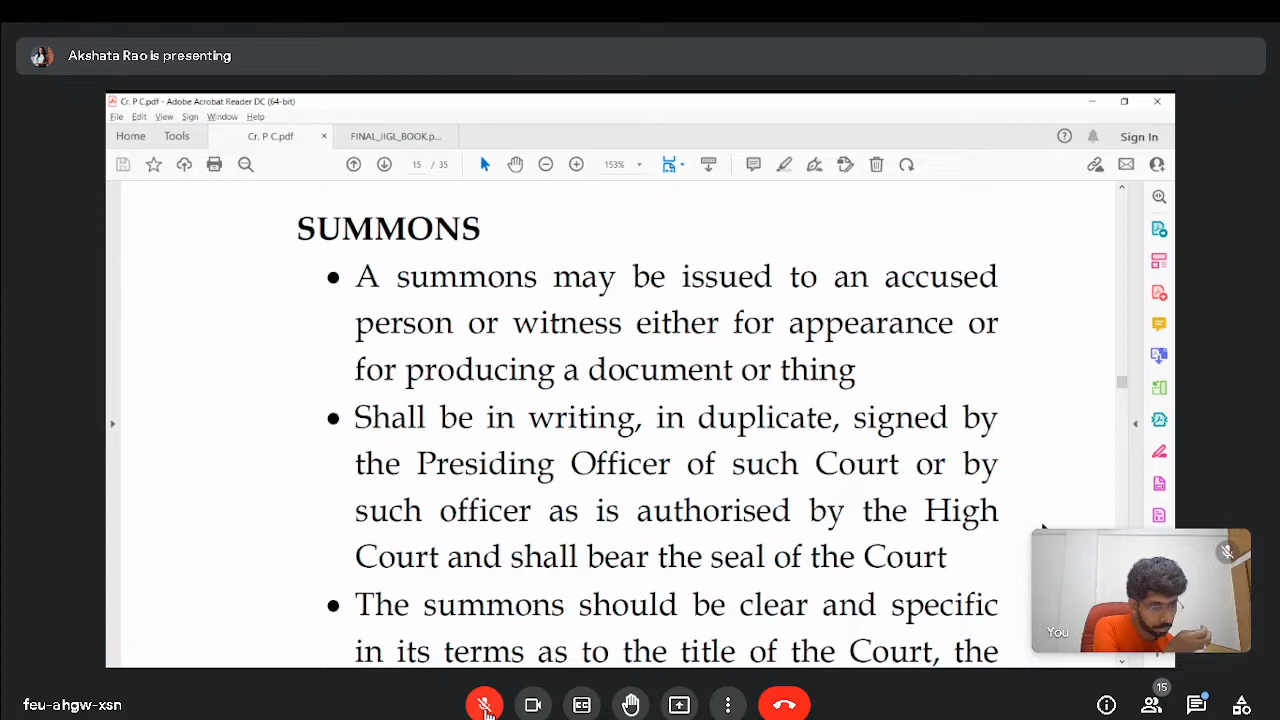 Akshata Rao is presenting
Cr. P C.pdf - Adobe Acrobat Reader DC (64-bit)
File Edit View Sign Window Help
Home Tools Cr. P C.pdf × FINAL_JIGL_BOOK.p... Sign In
15 / 35 153%
SUMMONS
• A summons may be issued to an accused
person or witness either for appearance or
for producing a document or thing
• Shall be in writing, in duplicate, signed by
the Presiding Officer of such Court or by
such officer as is authorised by the High
Court and shall bear the seal of the Court
• The summons should be clear and specific
in its terms as to the title of the Court, the
You
15
feu-ahgw-xsn